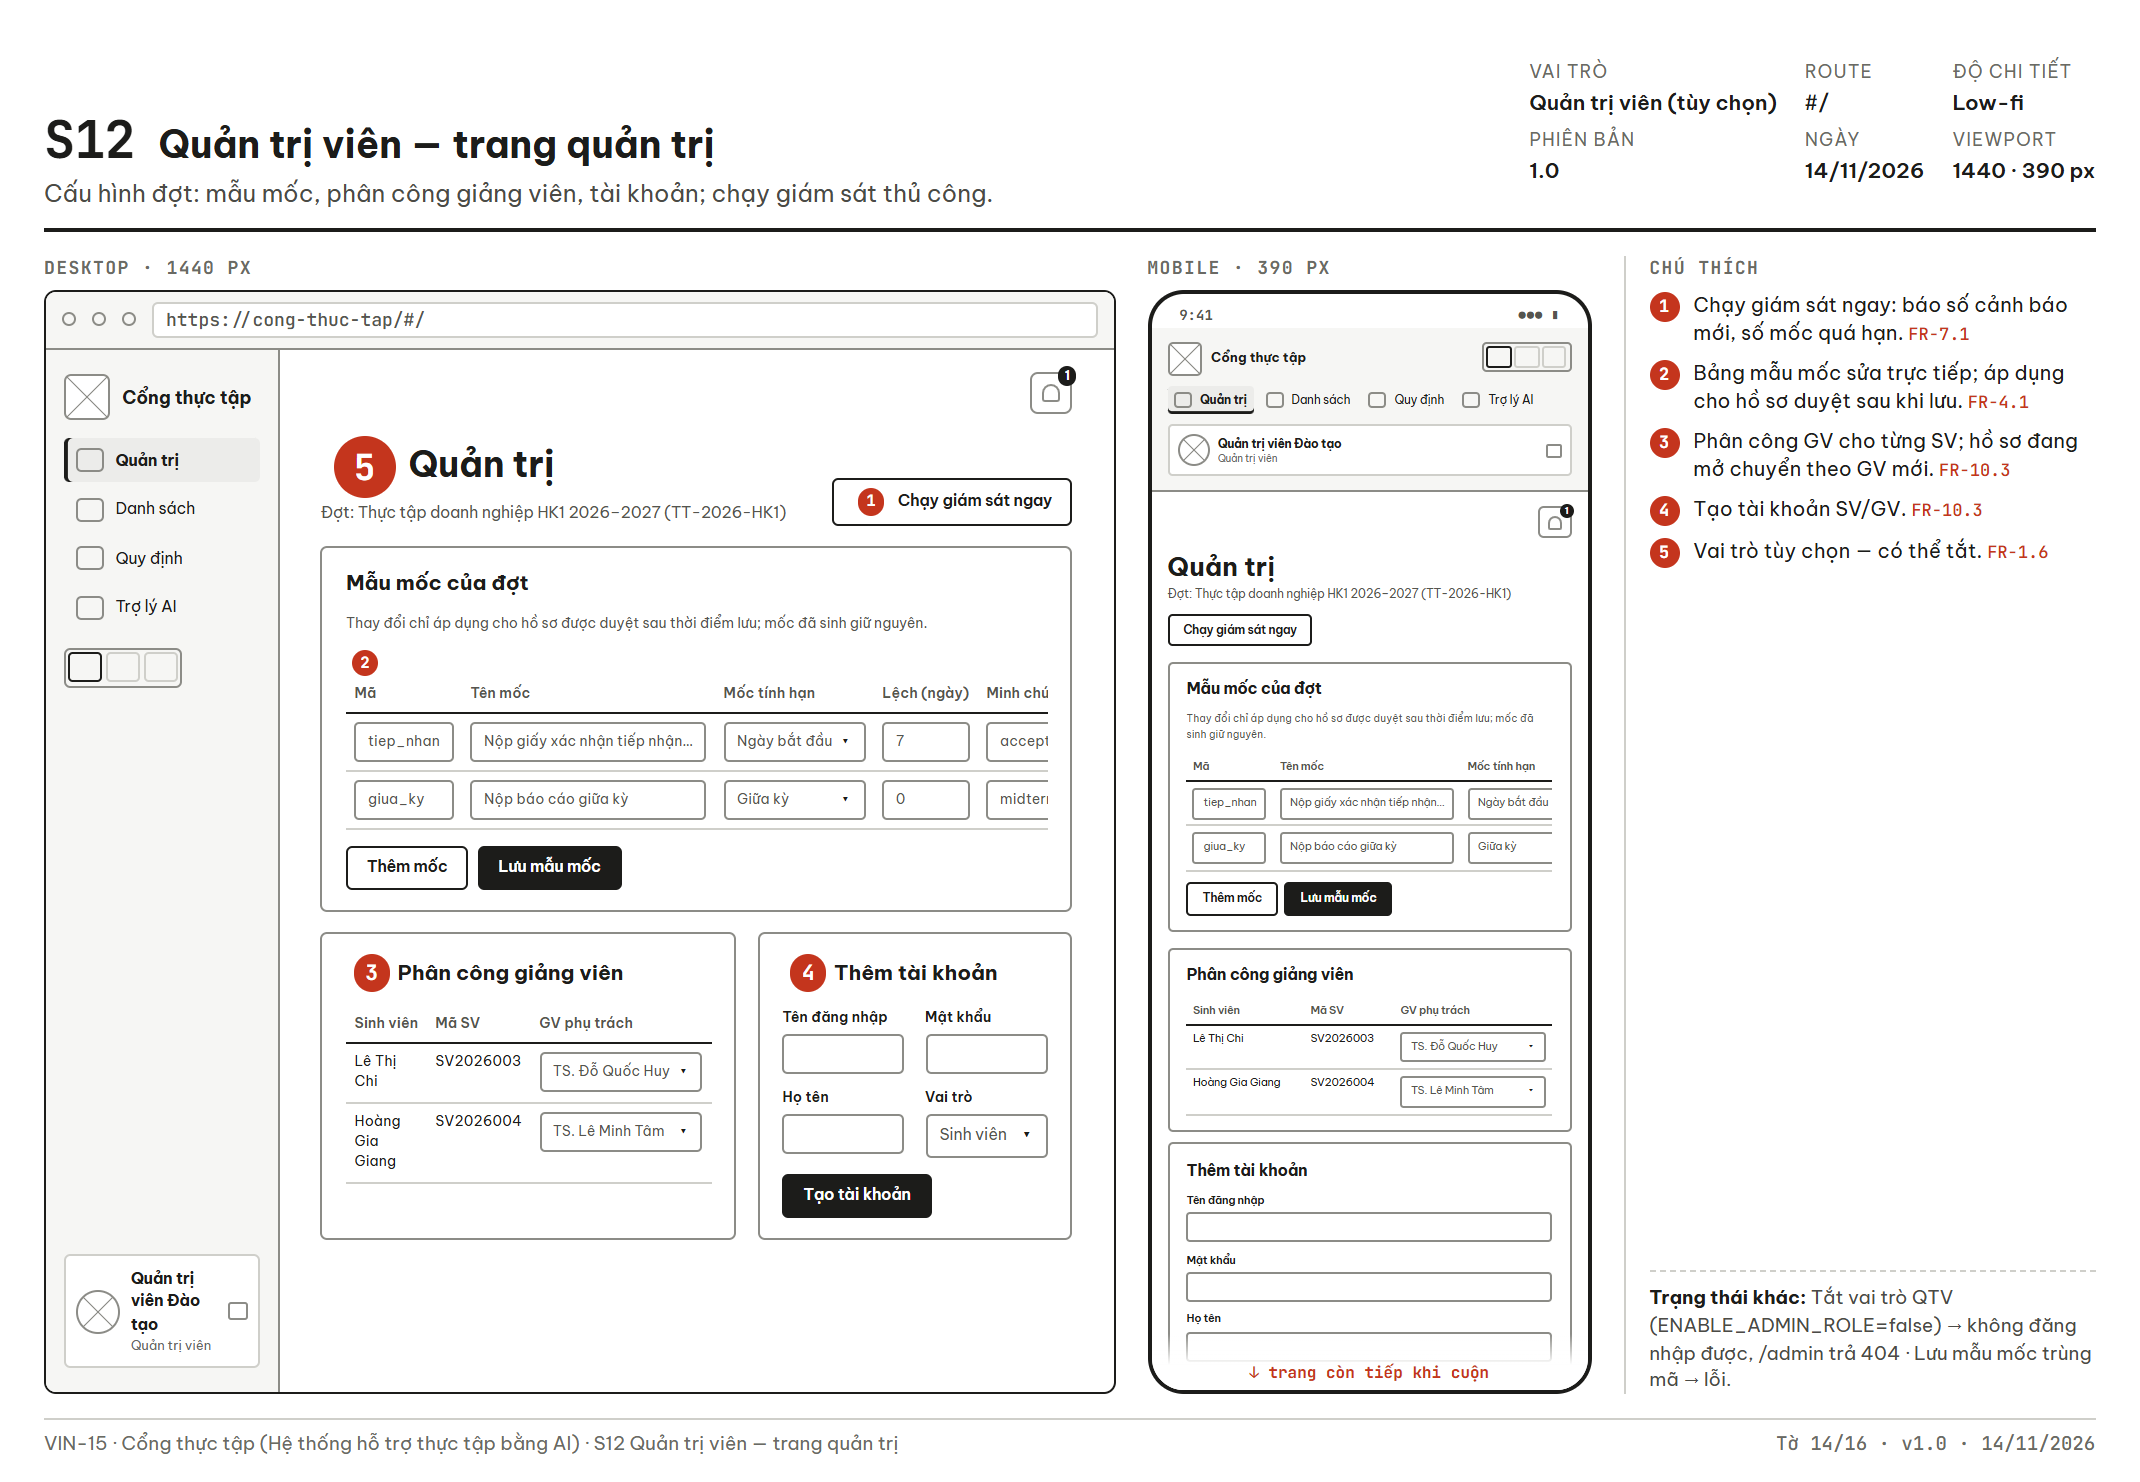 S12 Quản trị viên — trang quản trị
Cấu hình đợt: mẫu mốc, phân công giảng viên, tài khoản; chạy giám sát thủ công.
VAI TRÒ
Quản trị viên (tùy chọn)
ROUTE
#/
ĐỘ CHI TIẾT
Low-fi
PHIÊN BẢN
1.0
NGÀY
14/11/2026
VIEWPORT
1440 · 390 px
DESKTOP · 1440 PX
https://cong-thuc-tap/#/
Cổng thực tập
Quản trị
Danh sách
Quy định
Trợ lý AI
Quản trị
viên Đào
tạo
Quản trị viên
1
5 Quản trị
Đợt: Thực tập doanh nghiệp HK1 2026–2027 (TT-2026-HK1)
1 Chạy giám sát ngay
Mẫu mốc của đợt
Thay đổi chỉ áp dụng cho hồ sơ được duyệt sau thời điểm lưu; mốc đã sinh giữ nguyên.
2
Mã Tên mốc Mốc tính hạn Lệch (ngày) Minh chú
tiep_nhan Nộp giấy xác nhận tiếp nhận... Ngày bắt đầu 7 accept
giua_ky Nộp báo cáo giữa kỳ Giữa kỳ 0 midter
Thêm mốc Lưu mẫu mốc
3 Phân công giảng viên
Sinh viên Mã SV GV phụ trách
Lê Thị
Chi
SV2026003 TS. Đỗ Quốc Huy
Hoàng
Gia
Giang
SV2026004 TS. Lê Minh Tâm
4 Thêm tài khoản
Tên đăng nhập Mật khẩu
Họ tên Vai trò
Sinh viên
Tạo tài khoản
MOBILE · 390 PX
9:41
Cổng thực tập
Quản trị Danh sách Quy định Trợ lý AI
Quản trị viên Đào tạo
Quản trị viên
1
Quản trị
Đợt: Thực tập doanh nghiệp HK1 2026–2027 (TT-2026-HK1)
Chạy giám sát ngay
Mẫu mốc của đợt
Thay đổi chỉ áp dụng cho hồ sơ được duyệt sau thời điểm lưu; mốc đã
sinh giữ nguyên.
Mã Tên mốc Mốc tính hạn
tiep_nhan Nộp giấy xác nhận tiếp nhận... Ngày bắt đầu
giua_ky Nộp báo cáo giữa kỳ Giữa kỳ
Thêm mốc Lưu mẫu mốc
Phân công giảng viên
Sinh viên Mã SV GV phụ trách
Lê Thị Chi SV2026003 TS. Đỗ Quốc Huy
Hoàng Gia Giang SV2026004 TS. Lê Minh Tâm
Thêm tài khoản
Tên đăng nhập
Mật khẩu
Họ tên
↓ trang còn tiếp khi cuộn
CHÚ THÍCH
1 Chạy giám sát ngay: báo số cảnh báo
mới, số mốc quá hạn. FR-7.1
2 Bảng mẫu mốc sửa trực tiếp; áp dụng
cho hồ sơ duyệt sau khi lưu. FR-4.1
3 Phân công GV cho từng SV; hồ sơ đang
mở chuyển theo GV mới. FR-10.3
4 Tạo tài khoản SV/GV. FR-10.3
5 Vai trò tùy chọn — có thể tắt. FR-1.6
Trạng thái khác: Tắt vai trò QTV
(ENABLE_ADMIN_ROLE=false) → không đăng
nhập được, /admin trả 404 · Lưu mẫu mốc trùng
mã → lỗi.
VIN-15 · Cổng thực tập (Hệ thống hỗ trợ thực tập bằng AI) · S12 Quản trị viên — trang quản trị
Tờ 14/16 · v1.0 · 14/11/2026